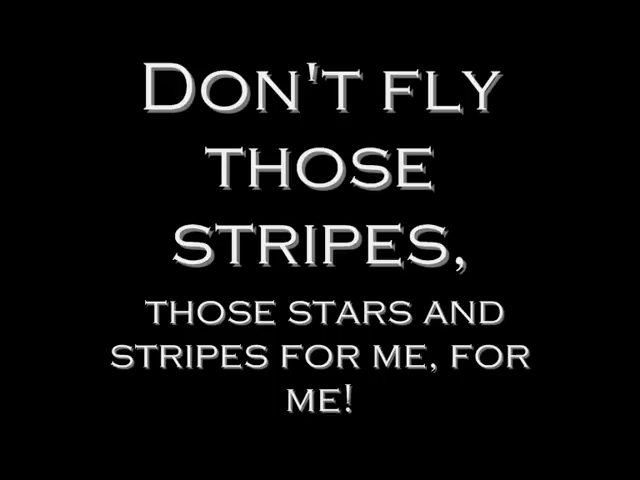 DON'T FLY
THOSE
STRIPES,
THOSE STARS AND
STRIPES FOR ME, FOR
ME!